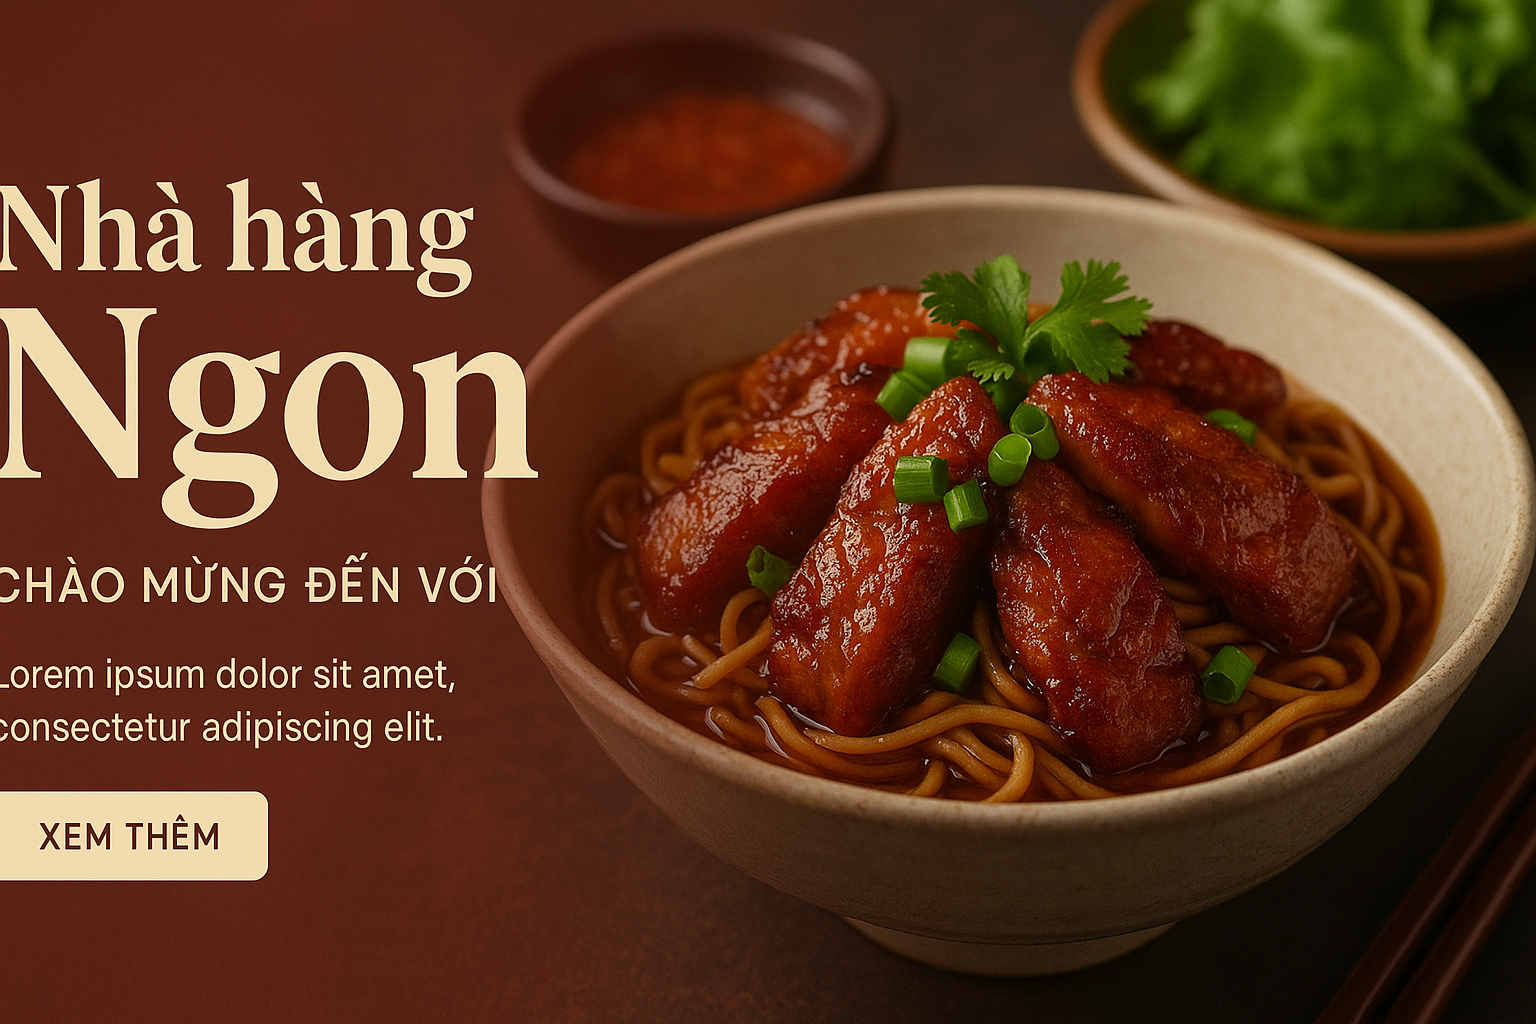 Nhà hàng
Ngon
CHÀO MỪNG ĐẾN VỚI
Lorem ipsum dolor sit amet,
consectetur adipiscing elit.
XEM THÊM